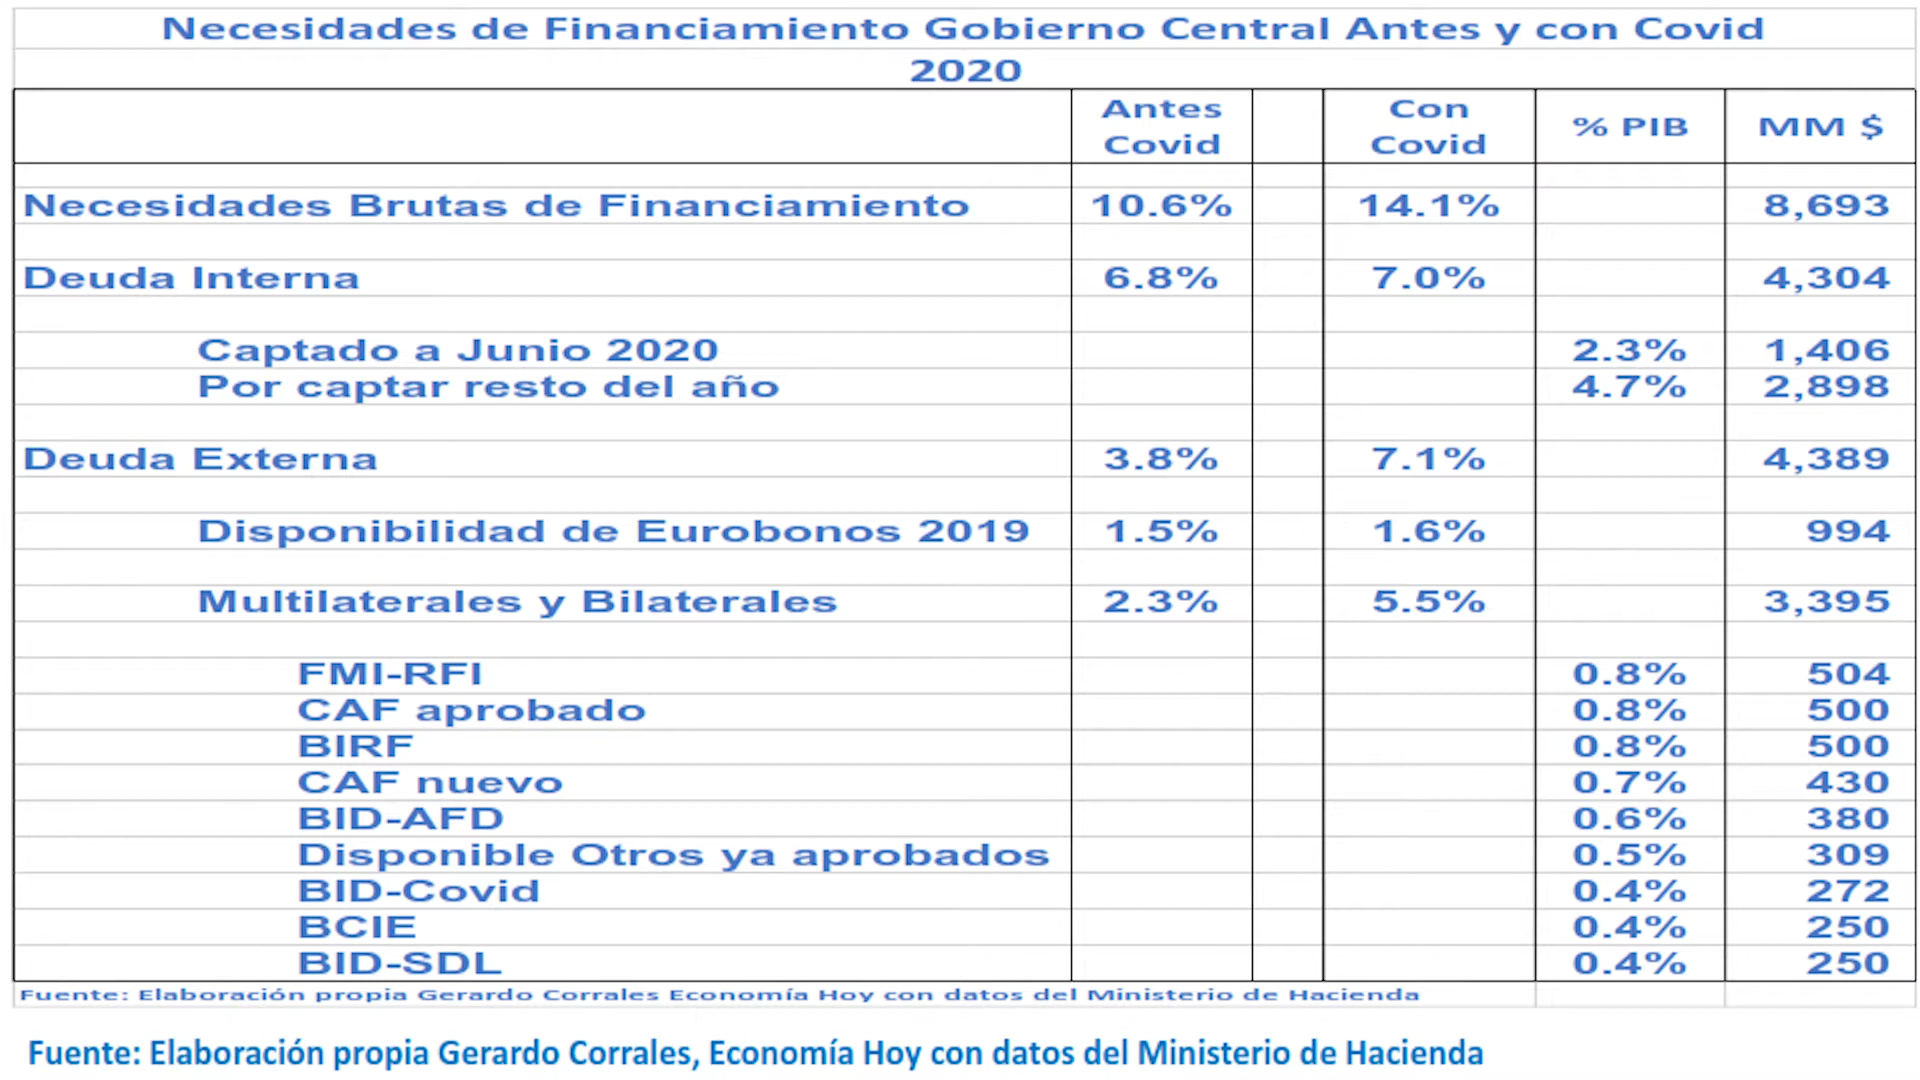 Necesidades de Financiamiento Gobierno Central Antes y con Covid
2020
Antes Covid Con Covid % PIB MM $
Necesidades Brutas de Financiamiento 10.6% 14.1% 8,693
Deuda Interna 6.8% 7.0% 4,304
Captado a Junio 2020 2.3% 1,406
Por captar resto del año 4.7% 2,898
Deuda Externa 3.8% 7.1% 4,389
Disponibilidad de Eurobonos 2019 1.5% 1.6% 994
Multilaterales y Bilaterales 2.3% 5.5% 3,395
FMI-RFI 0.8% 504
CAF aprobado 0.8% 500
BIRF 0.8% 500
CAF nuevo 0.7% 430
BID-AFD 0.6% 380
Disponible Otros ya aprobados 0.5% 309
BID-Covid 0.4% 272
BCIE 0.4% 250
BID-SDL 0.4% 250
Fuente: Elaboración propia Gerardo Corrales Economía Hoy con datos del Ministerio de Hacienda
Fuente: Elaboración propia Gerardo Corrales, Economía Hoy con datos del Ministerio de Hacienda